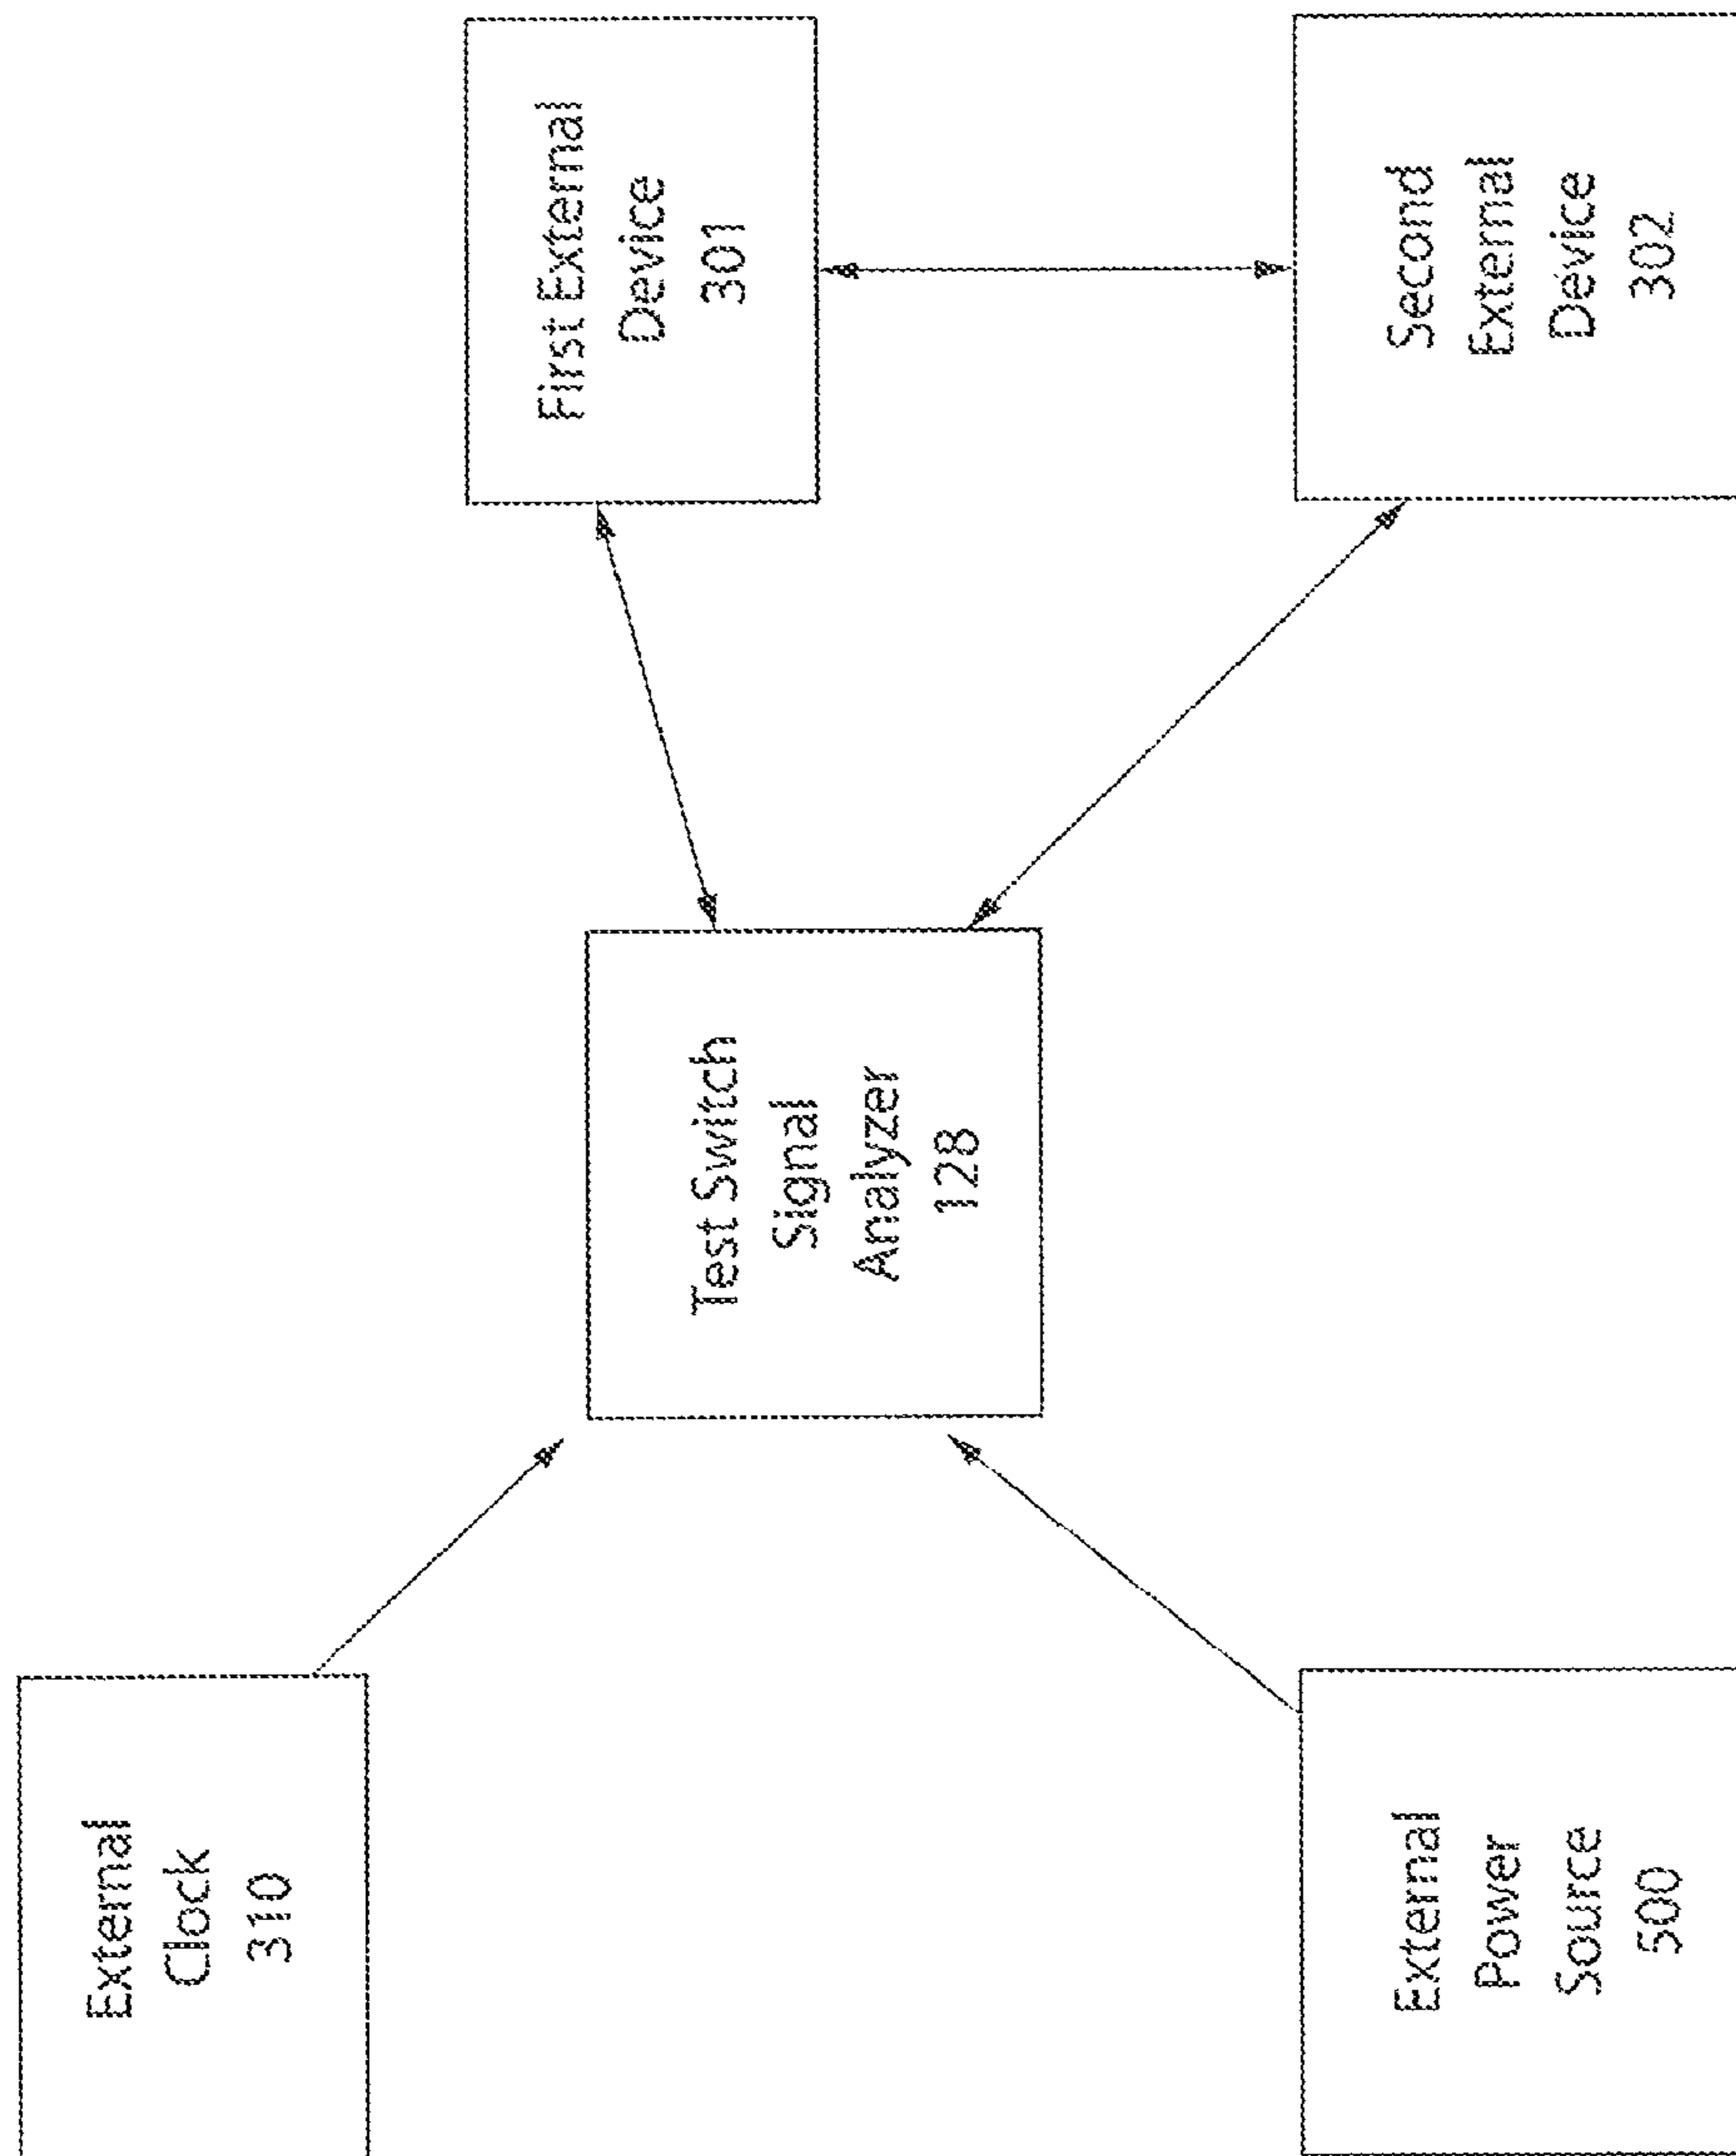 External
Clock
310
First External
Device
301
Test Switch
Signal
Analyzer
128
External
Power
Source
500
Second
External
Device
302